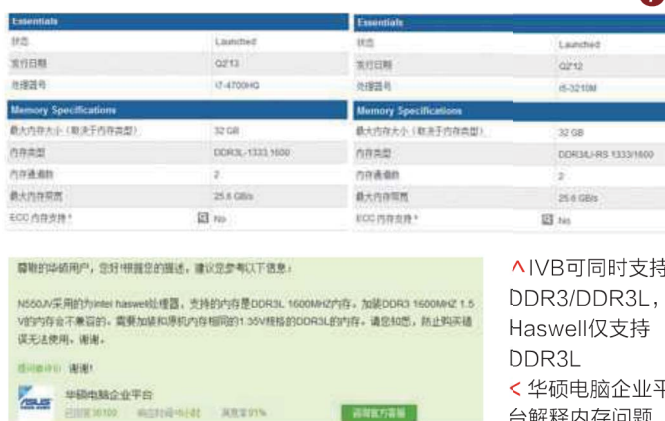 Essentials
状态 Launched
发行日期 Q2'13
处理器号 i7-4700HQ
Memory Specifications
最大内存大小（取决于内存类型） 32 GB
内存类型 DDR3L-1333,1600
内存通道数 2
最大内存带宽 25.6 GB/s
ECC 内存支持 ‡ No
Essentials
状态 Launched
发行日期 Q2'12
处理器号 i5-3210M
Memory Specifications
最大内存大小（取决于内存类型） 32 GB
内存类型 DDR3/L/-RS 1333/1600
内存通道数 2
最大内存带宽 25.6 GB/s
ECC 内存支持 ‡ No
尊敬的华硕用户，您好!根据您的描述，建议您参考以下信息：
N550JV采用的为intel haswell处理器，支持的内存是DDR3L 1600MHZ内存，加装DDR3 1600MHZ 1.5
V的内存会不兼容的，需要加装和原机内存相同的1.35V规格的DDR3L的内存。请您知悉，防止购买错
误无法使用。谢谢。
提问者评价 谢谢!
华硕电脑企业平台
咨询官方客服
∧IVB可同时支持
DDR3/DDR3L，
Haswell仅支持
DDR3L
< 华硕电脑企业平
台解释内存问题